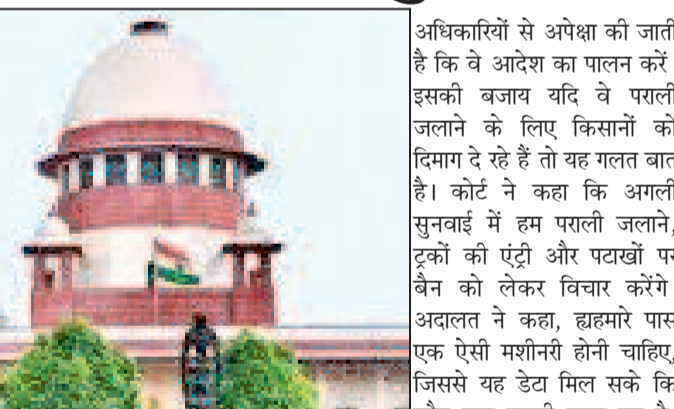 अधिकारियों से अपेक्षा की जाती
है कि वे आदेश का पालन करें
इसकी बजाय यदि वे पराली
जलाने के लिए किसानों को
दिमाग दे रहे हैं तो यह गलत बात
है। कोर्ट ने कहा कि अगली
सुनवाई में हम पराली जलाने,
ट्रकों की एंट्री और पटाखों पर
बैन को लेकर विचार करेंगे
अदालत ने कहा, ह्यहमारे पास
एक ऐसी मशीनरी होनी चाहिए,
जिससे यह डेटा मिल सके कि